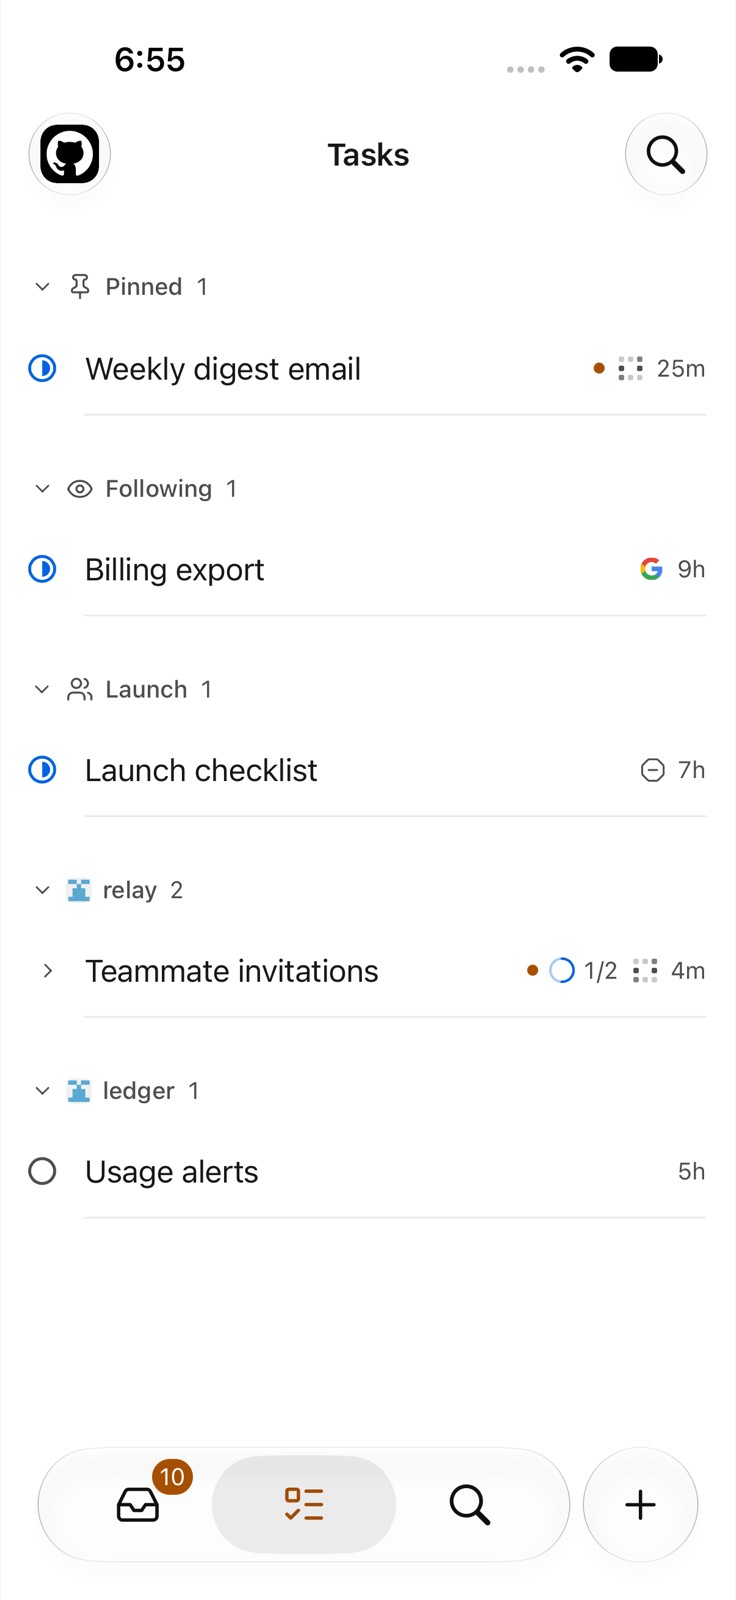 6:55
Tasks
Pinned 1
Weekly digest email 25m
Following 1
Billing export 9h
Launch 1
Launch checklist 7h
relay 2
Teammate invitations 1/2 4m
ledger 1
Usage alerts 5h
10